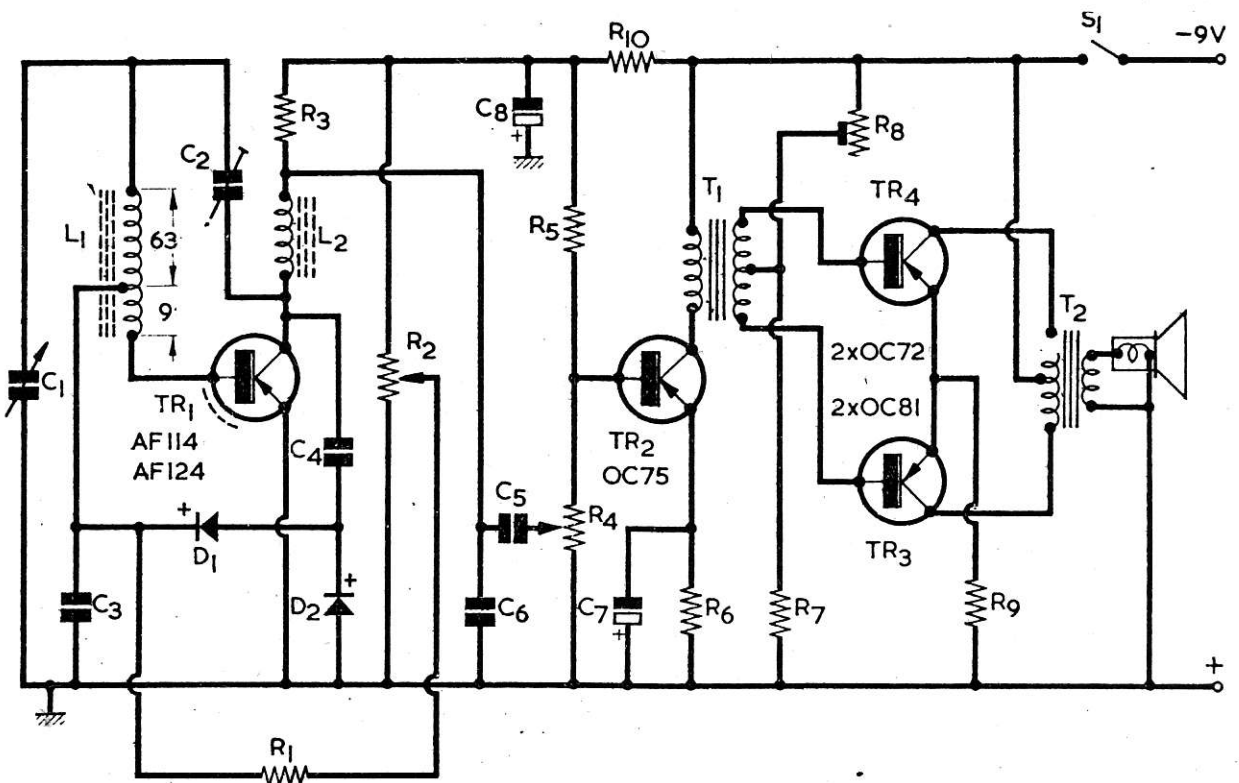 S1
-9V
R10
R3
C8
+
R8
C2
T1
TR4
L1
63
L2
R5
9
T2
R2
2xOC72
C1
TR1
TR2
2xOC81
AF114
OC75
AF124
C4
C5
R4
+
D1
TR3
+
C3
D2
C6
C7
+
R6
R7
R9
+
R1